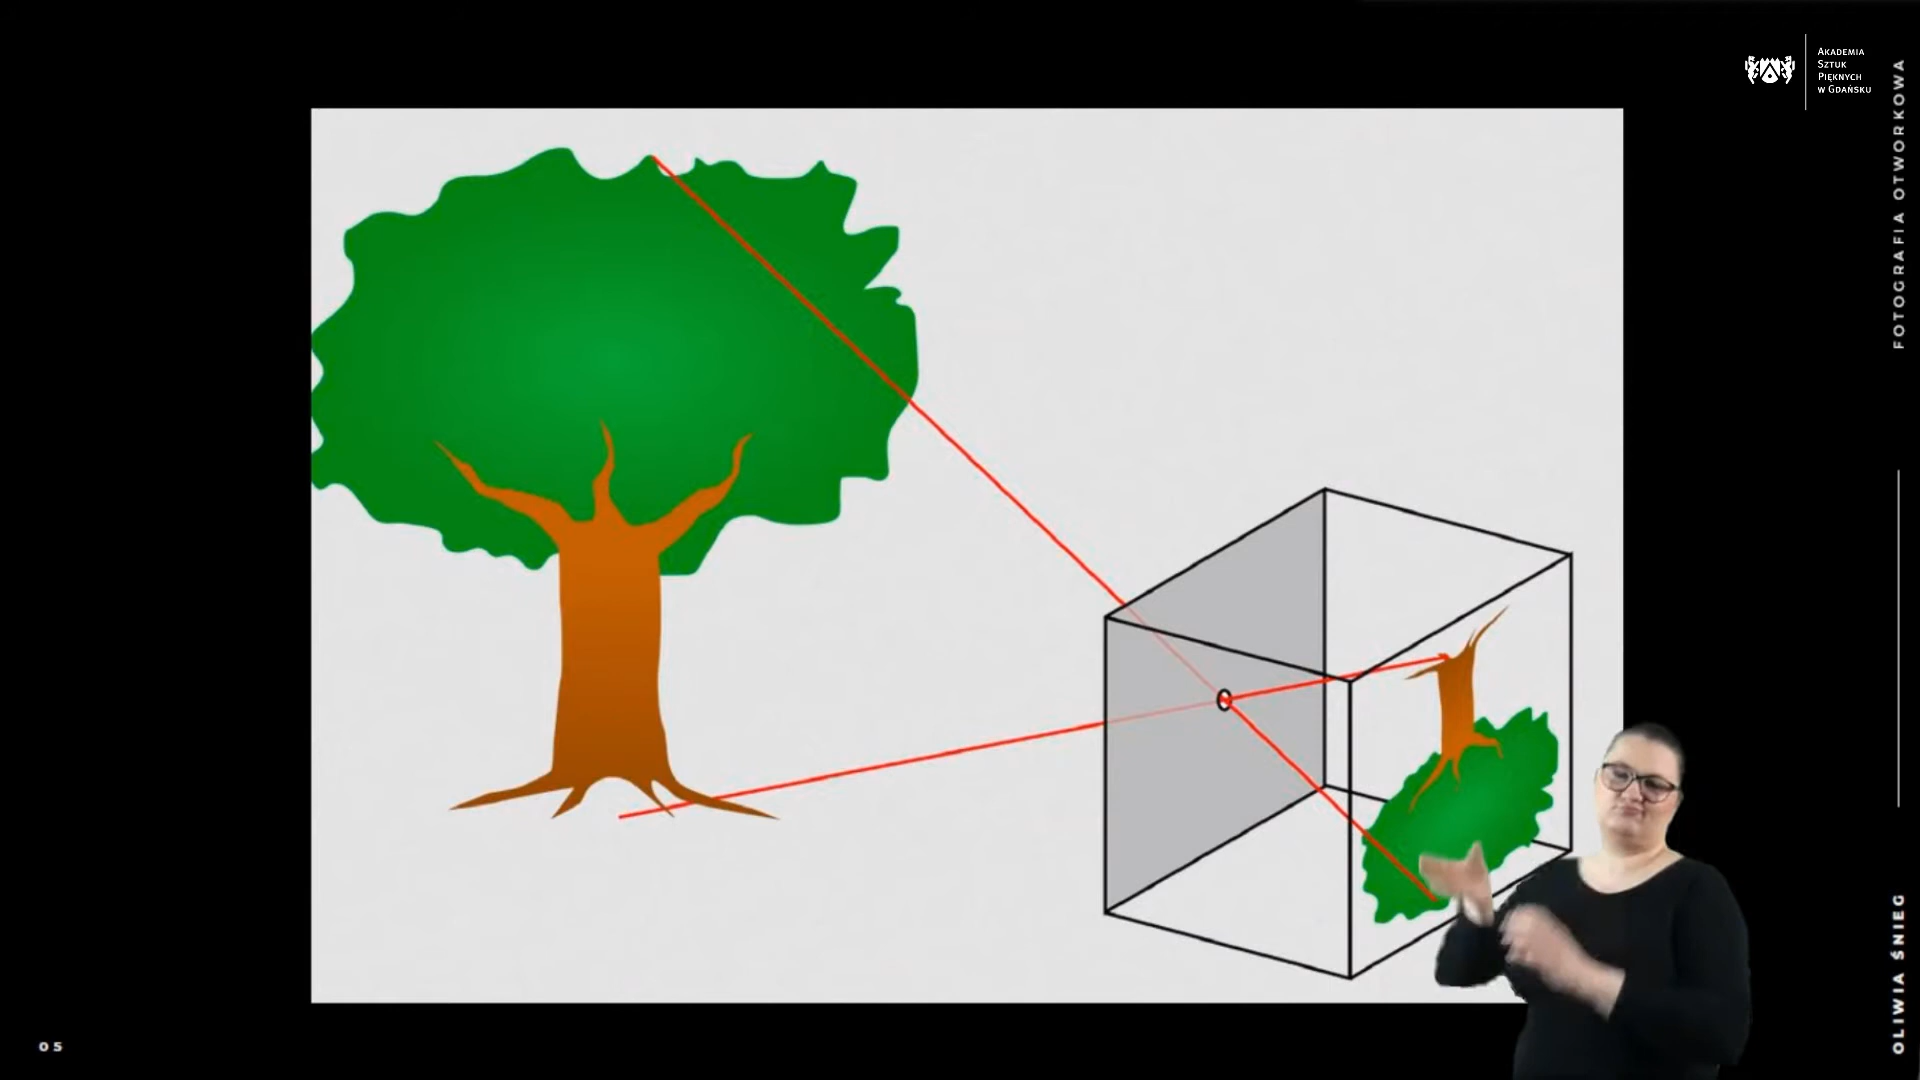 AKADEMIA
SZTUK
PIĘKNYCH
W GDAŃSKU
FOTOGRAFIA OTWORKOWA
OLIWIA ŚNIEG
05